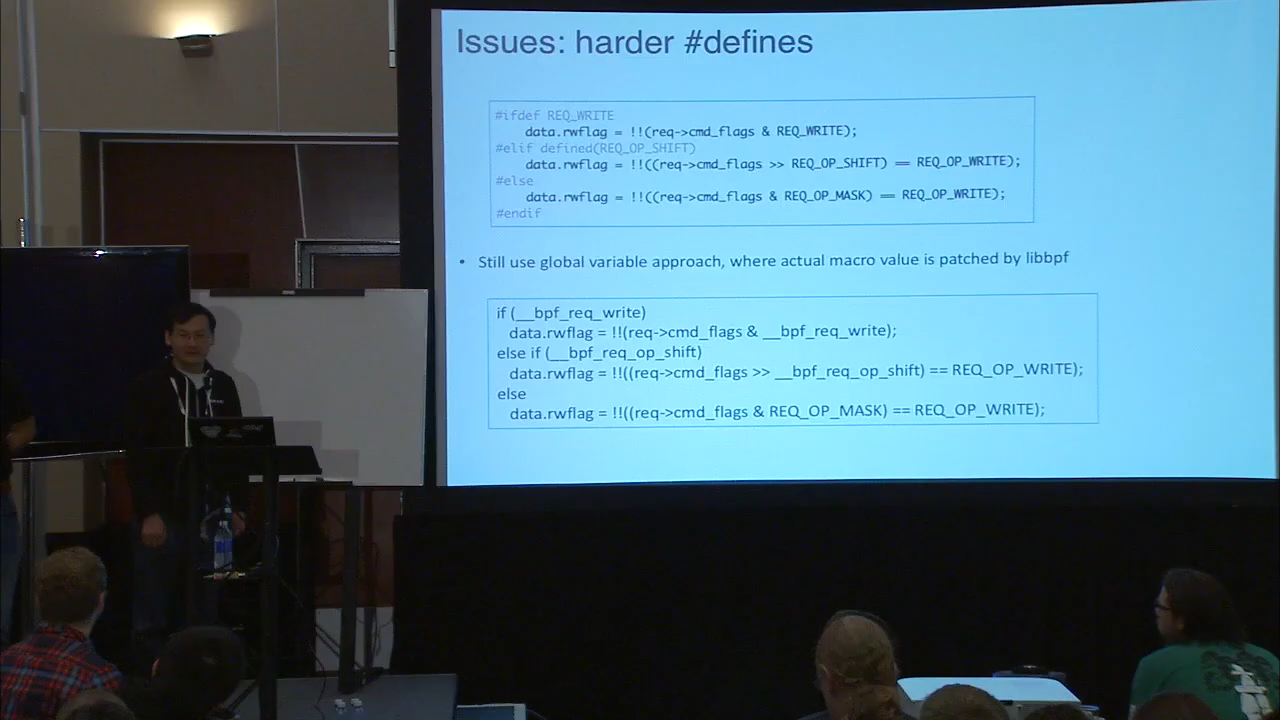 Issues: harder #defines
#ifdef REQ_WRITE
data.rwflag = !!(req->cmd_flags & REQ_WRITE);
#elif defined(REQ_OP_SHIFT)
data.rwflag = !!((req->cmd_flags >> REQ_OP_SHIFT) == REQ_OP_WRITE);
#else
data.rwflag = !!((req->cmd_flags & REQ_OP_MASK) == REQ_OP_WRITE);
#endif
• Still use global variable approach, where actual macro value is patched by libbpf
if (__bpf_req_write)
data.rwflag = !!(req->cmd_flags & __bpf_req_write);
else if (__bpf_req_op_shift)
data.rwflag = !!((req->cmd_flags >> __bpf_req_op_shift) == REQ_OP_WRITE);
else
data.rwflag = !!((req->cmd_flags & REQ_OP_MASK) == REQ_OP_WRITE);